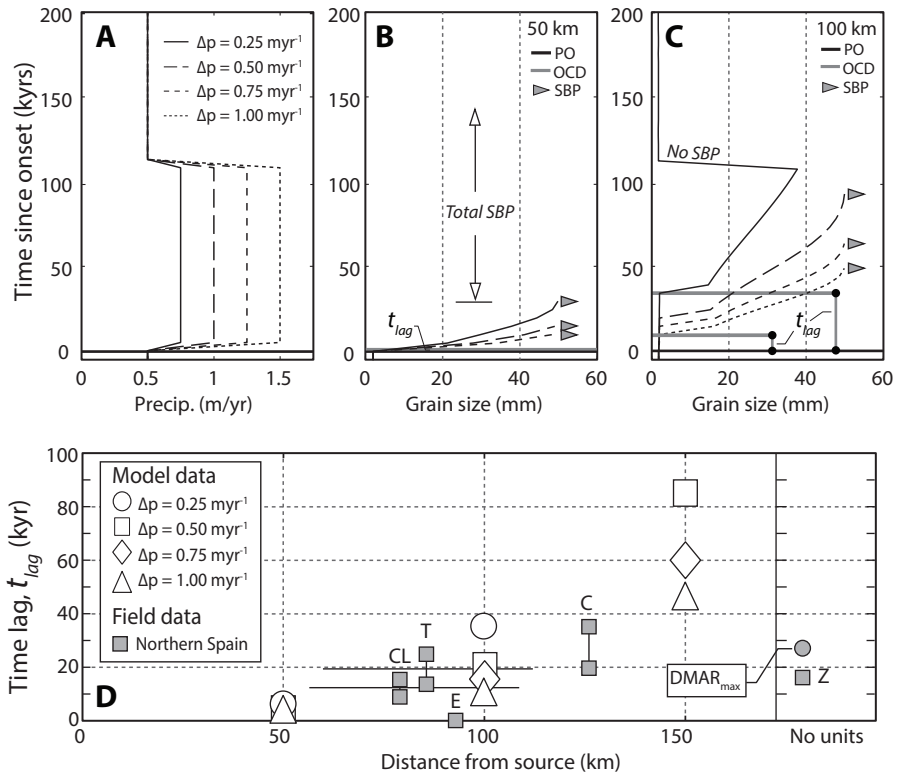 A
Δp = 0.25 myr⁻¹
Δp = 0.50 myr⁻¹
Δp = 0.75 myr⁻¹
Δp = 1.00 myr⁻¹
200
150
100
50
0
Time since onset (kyrs)
0 0.5 1 1.5
Precip. (m/yr)
B
50 km
PO
OCD
SBP
Total SBP
t_lag
0 20 40 60
Grain size (mm)
C
100 km
PO
OCD
SBP
200
150
100
50
0
No SBP
t_lag
0 20 40 60
Grain size (mm)
100
80
60
40
20
0
Time lag, t_lag (kyr)
Model data
Δp = 0.25 myr⁻¹
Δp = 0.50 myr⁻¹
Δp = 0.75 myr⁻¹
Δp = 1.00 myr⁻¹
Field data
Northern Spain
D
CL
T
E
C
DMAR_max
Z
0 50 100 150 No units
Distance from source (km)